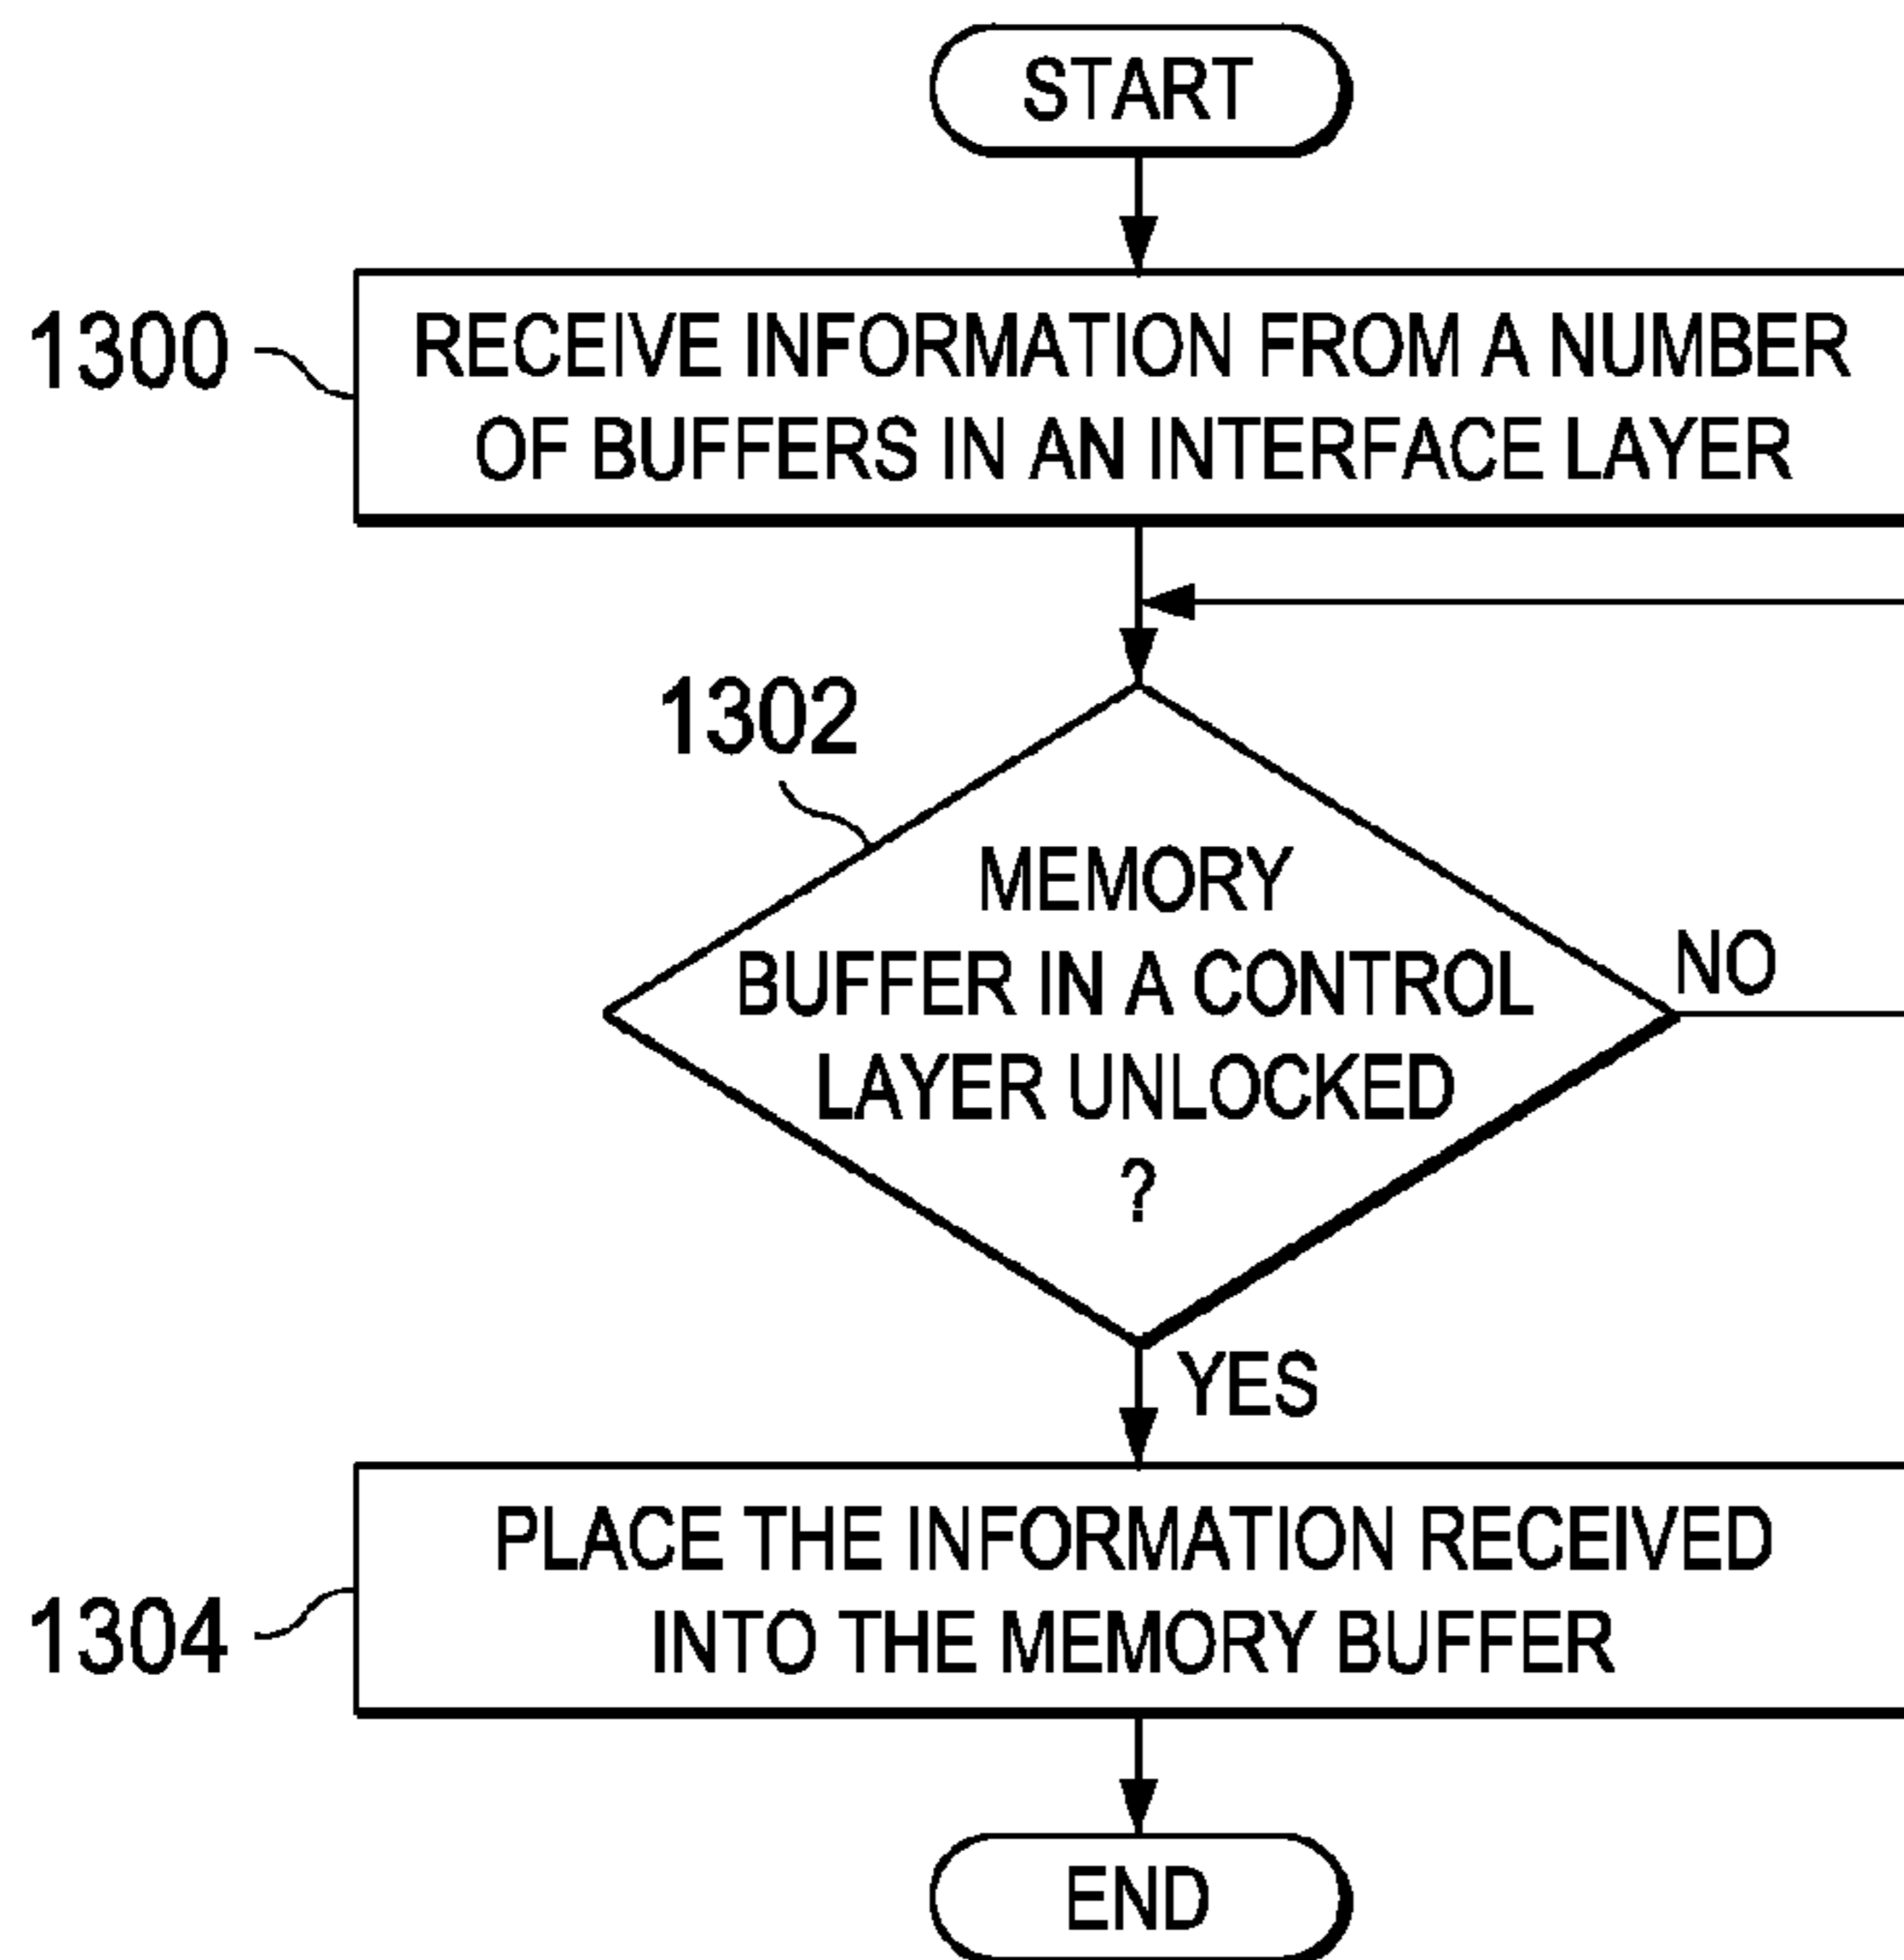 START
1300
RECEIVE INFORMATION FROM A NUMBER
OF BUFFERS IN AN INTERFACE LAYER
1302
MEMORY
BUFFER IN A CONTROL
LAYER UNLOCKED
?
NO
YES
PLACE THE INFORMATION RECEIVED
INTO THE MEMORY BUFFER
1304
END